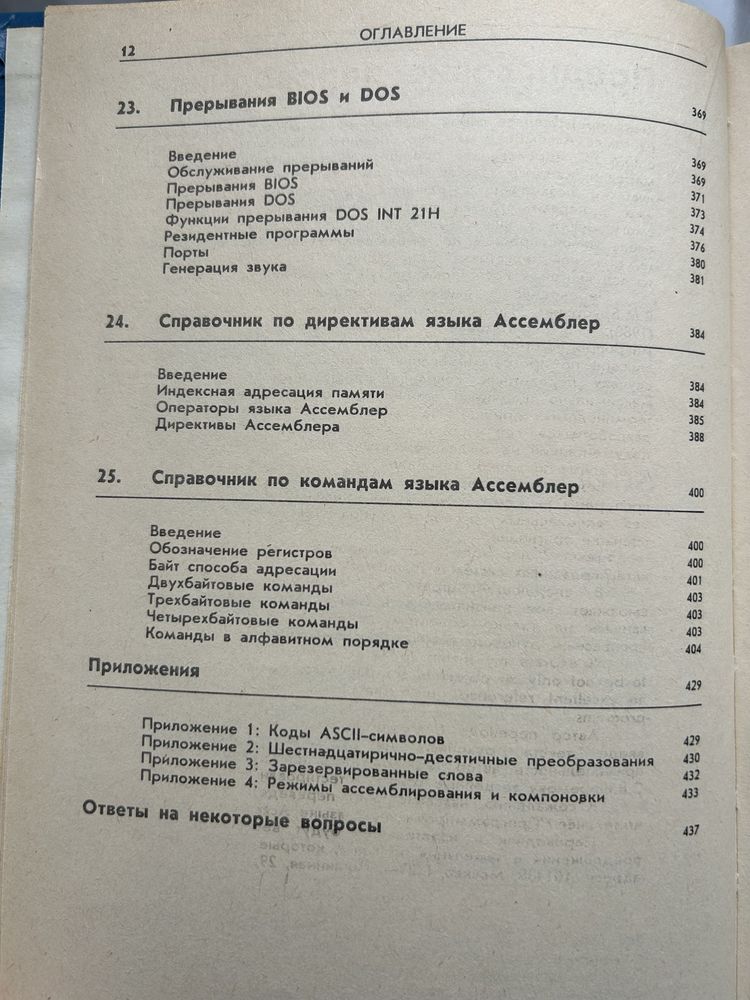 12 ОГЛАВЛЕНИЕ
23. Прерывания BIOS и DOS 369
Введение 369
Обслуживание прерываний 369
Прерывания BIOS 371
Прерывания DOS 373
Функции прерывания DOS INT 21H 374
Резидентные программы 376
Порты 380
Генерация звука 381
24. Справочник по директивам языка Ассемблер 384
Введение 384
Индексная адресация памяти 384
Операторы языка Ассемблер 385
Директивы Ассемблера 388
25. Справочник по командам языка Ассемблер 400
Введение 400
Обозначение регистров 400
Байт способа адресации 401
Двухбайтовые команды 403
Трехбайтовые команды 403
Четырехбайтовые команды 403
Команды в алфавитном порядке 404
Приложения 429
Приложение 1: Коды ASCII–символов 429
Приложение 2: Шестнадцатирично–десятичные преобразования 430
Приложение 3: Зарезервированные слова 432
Приложение 4: Режимы ассемблирования и компоновки 433
Ответы на некоторые вопросы 437